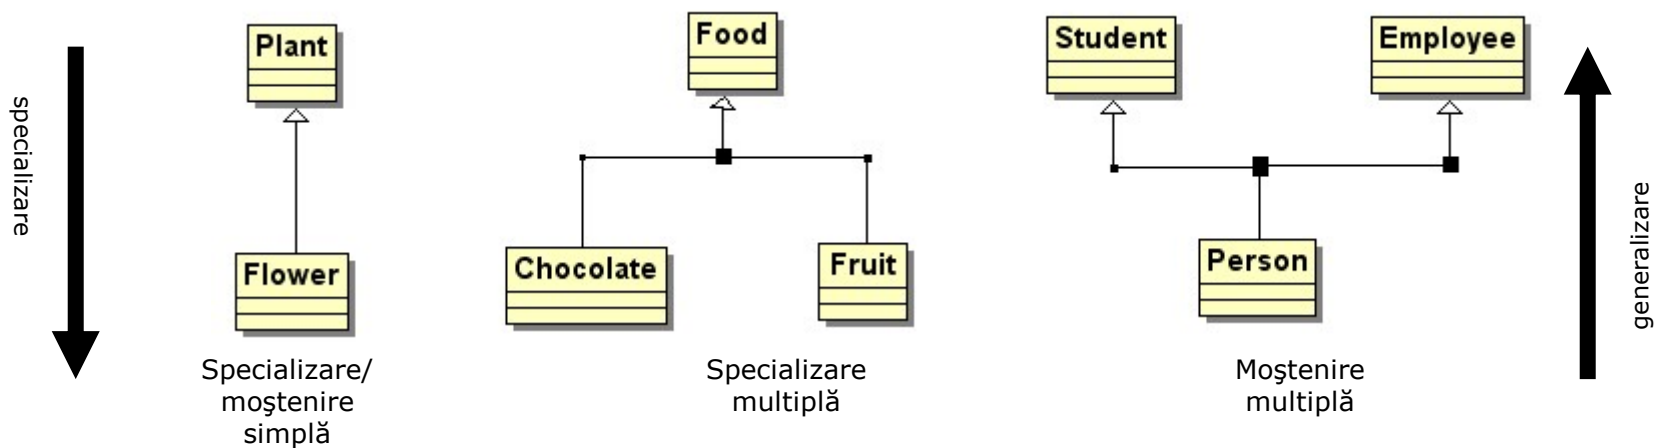 specializare
Plant
Flower
Specializare/
moştenire
simplă
Food
Chocolate
Fruit
Specializare
multiplă
Student
Employee
Person
Moştenire
multiplă
generalizare